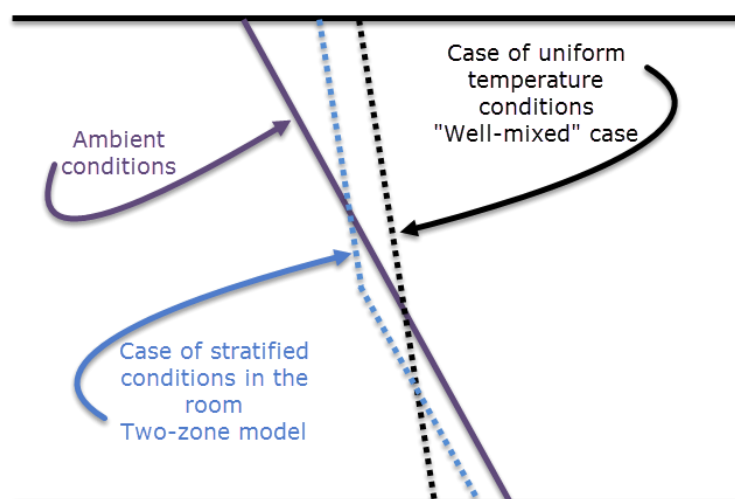 Case of uniform
temperature
conditions
"Well-mixed" case
Ambient
conditions
Case of stratified
conditions in the
room
Two-zone model